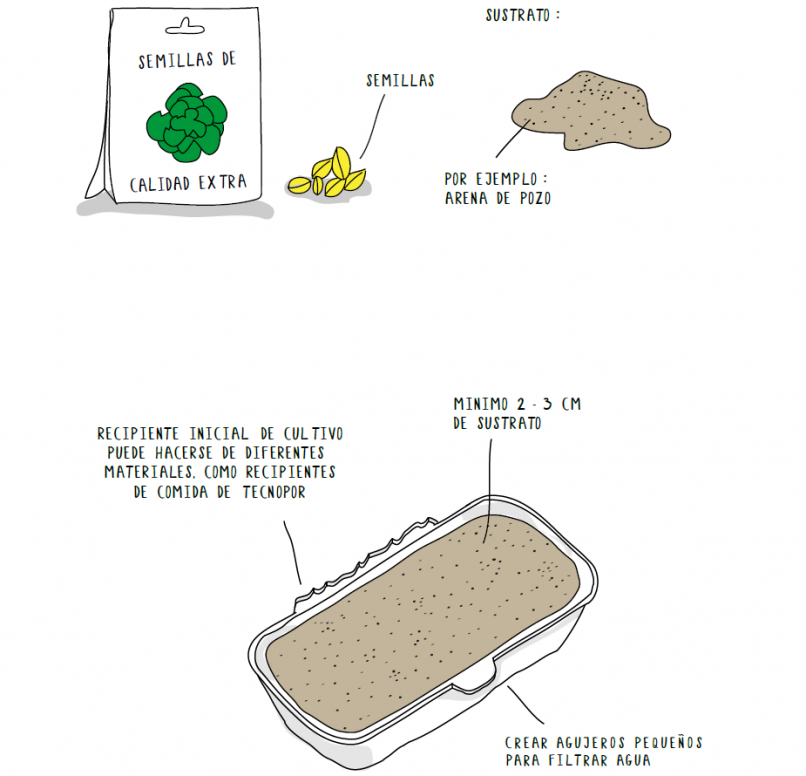 SEMILLAS DE
CALIDAD EXTRA
SEMILLAS
SUSTRATO :
POR EJEMPLO :
ARENA DE POZO
RECIPIENTE INICIAL DE CULTIVO
PUEDE HACERSE DE DIFERENTES
MATERIALES, COMO RECIPIENTES
DE COMIDA DE TECNOPOR
MINIMO 2 - 3 CM
DE SUSTRATO
CREAR AGUJEROS PEQUEÑOS
PARA FILTRAR AGUA